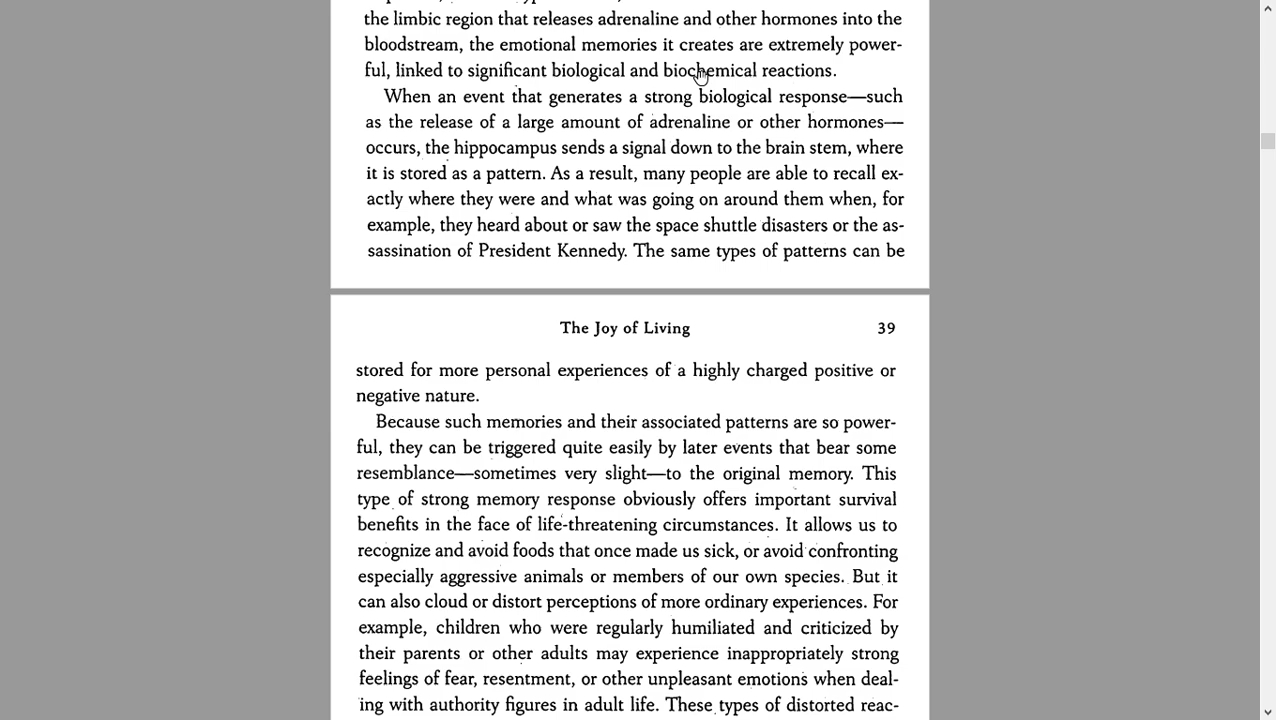 the limbic region that releases adrenaline and other hormones into the
bloodstream, the emotional memories it creates are extremely power-
ful, linked to significant biological and biochemical reactions.
When an event that generates a strong biological response—such
as the release of a large amount of adrenaline or other hormones—
occurs, the hippocampus sends a signal down to the brain stem, where
it is stored as a pattern. As a result, many people are able to recall ex-
actly where they were and what was going on around them when, for
example, they heard about or saw the space shuttle disasters or the as-
sassination of President Kennedy. The same types of patterns can be
The Joy of Living 39
stored for more personal experiences of a highly charged positive or
negative nature.
Because such memories and their associated patterns are so power-
ful, they can be triggered quite easily by later events that bear some
resemblance—sometimes very slight—to the original memory. This
type of strong memory response obviously offers important survival
benefits in the face of life-threatening circumstances. It allows us to
recognize and avoid foods that once made us sick, or avoid confronting
especially aggressive animals or members of our own species. But it
can also cloud or distort perceptions of more ordinary experiences. For
example, children who were regularly humiliated and criticized by
their parents or other adults may experience inappropriately strong
feelings of fear, resentment, or other unpleasant emotions when deal-
ing with authority figures in adult life. These types of distorted reac-